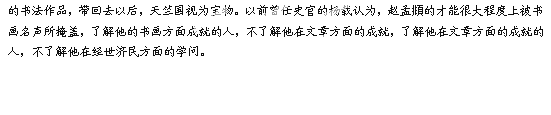 的书法作品，带回去以后，天竺国视为宝物。以前曾任史官的杨载认为，赵孟頫的才能很大程度上被书
画名声所掩盖，了解他的书画方面成就的人，不了解他在文章方面的成就，了解他在文章方面的成就的
人，不了解他在经世济民方面的学问。